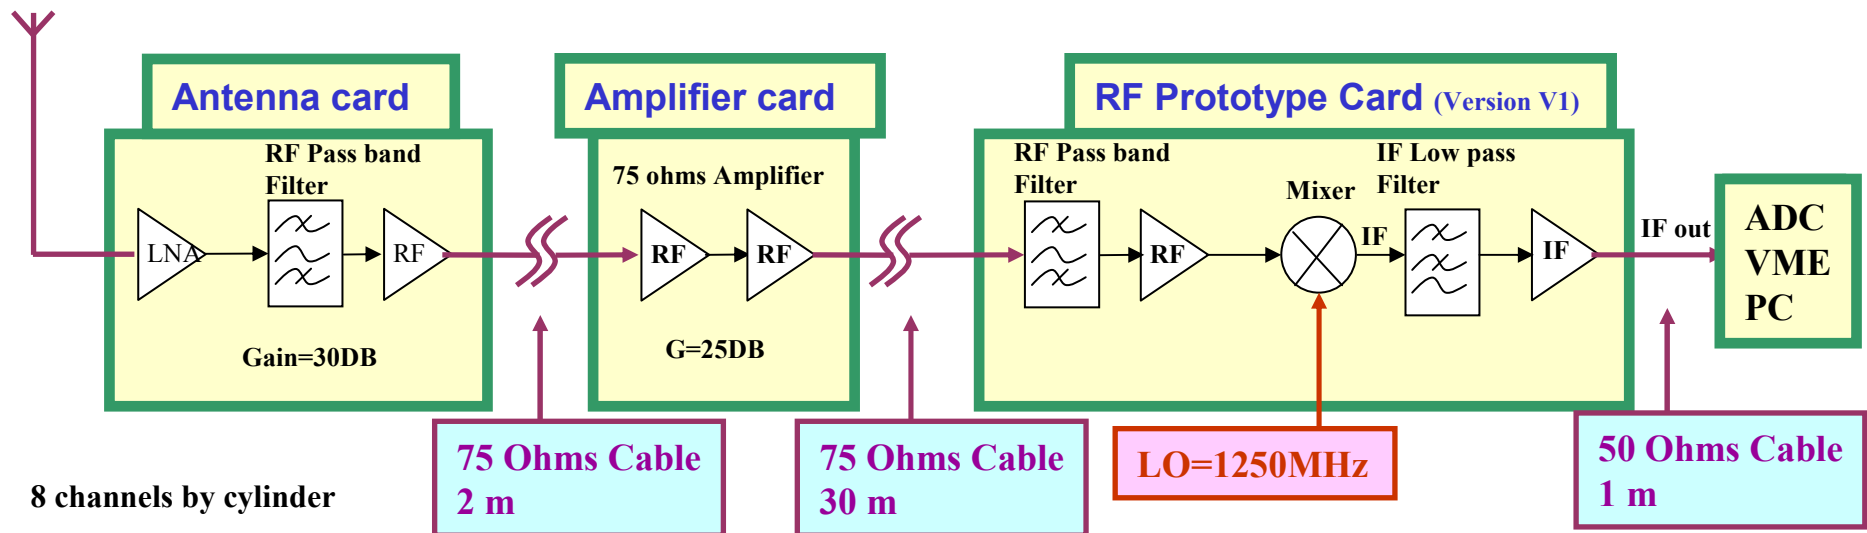 Antenna card
Amplifier card
RF Prototype Card (Version V1)
RF Pass band
Filter
LNA
RF
Gain=30DB
75 ohms Amplifier
RF
RF
G=25DB
RF Pass band
Filter
RF
Mixer
IF
IF Low pass
Filter
IF
IF out
ADC
VME
PC
75 Ohms Cable
2 m
75 Ohms Cable
30 m
LO=1250MHz
50 Ohms Cable
1 m
8 channels by cylinder